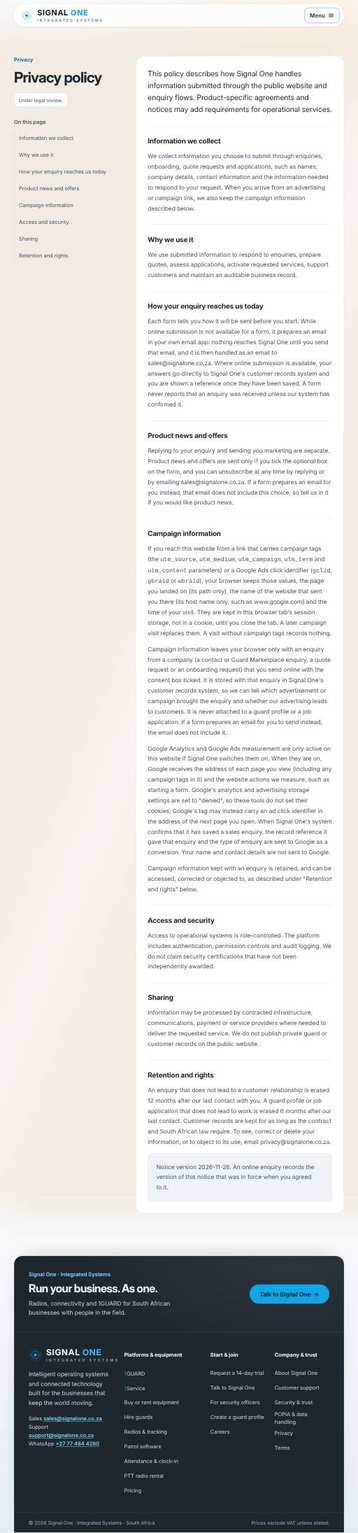 SIGNAL ONE
INTEGRATED SYSTEMS
Menu
Privacy
Privacy policy
Under legal review.
On this page
Information we collect
Why we use it
How your enquiry reaches us today
Product news and offers
Campaign information
Access and security
Sharing
Retention and rights
This policy describes how Signal One handles
information submitted through the public website and
enquiry flows. Product-specific agreements and
notices may add requirements for operational services.
Information we collect
We collect information you choose to submit through enquiries,
onboarding, quote requests and applications, such as names,
company details, contact information and the information needed
to respond to your request. When you arrive from an advertising
or campaign link, we also keep the campaign information
described below.
Why we use it
We use submitted information to respond to enquiries, prepare
quotes, assess applications, activate requested services, support
customers and maintain an auditable business record.
How your enquiry reaches us today
Each form tells you how it will be sent before you start. While
online submission is not available for a form, it prepares an email
in your own email app: nothing reaches Signal One until you send
that email, and it is then handled as an email to
sales@signalone.co.za. Where online submission is available, your
answers go directly to Signal One's customer records system and
you are shown a reference once they have been saved. A form
never reports that an enquiry was received unless our system has
confirmed it.
Product news and offers
Replying to your enquiry and sending you marketing are separate.
Product news and offers are sent only if you tick the optional box
on the form, and you can unsubscribe at any time by replying or
by emailing sales@signalone.co.za. If a form prepares an email for
you instead, that email does not include this choice, so tell us in it
if you would like product news.
Campaign information
If you reach this website from a link that carries campaign tags
(the utm_source, utm_medium, utm_campaign, utm_term and
utm_content parameters) or a Google Ads click identifier (gclid,
gbraid or wbraid), your browser keeps those values, the page
you landed on (its path only), the name of the website that sent
you there (its host name only, such as www.google.com) and the
time of your visit. They are kept in this browser tab's session
storage, not in a cookie, until you close the tab. A later campaign
visit replaces them. A visit without campaign tags records nothing.
Campaign information leaves your browser only with an enquiry
from a company (a contact or Guard Marketplace enquiry, a quote
request or an onboarding request) that you send online with the
consent box ticked. It is stored with that enquiry in Signal One's
customer records system, so we can tell which advertisement or
campaign brought the enquiry and whether our advertising leads
to customers. It is never attached to a guard profile or a job
application. If a form prepares an email for you to send instead,
the email does not include it.
Google Analytics and Google Ads measurement are only active on
this website if Signal One switches them on. When they are on,
Google receives the address of each page you view (including any
campaign tags in it) and the website actions we measure, such as
starting a form. Google's analytics and advertising storage
settings are set to "denied", so these tools do not set their
cookies; Google's tag may instead carry an ad click identifier in
the address of the next page you open. When Signal One's system
confirms that it has saved a sales enquiry, the record reference it
gave that enquiry and the type of enquiry are sent to Google as a
conversion. Your name and contact details are not sent to Google.
Campaign information kept with an enquiry is retained, and can be
accessed, corrected or objected to, as described under "Retention
and rights" below.
Access and security
Access to operational systems is role-controlled. The platform
includes authentication, permission controls and audit logging. We
do not claim security certifications that have not been
independently awarded.
Sharing
Information may be processed by contracted infrastructure,
communications, payment or service providers where needed to
deliver the requested service. We do not publish private guard or
customer records on the public website.
Retention and rights
An enquiry that does not lead to a customer relationship is erased
12 months after our last contact with you. A guard profile or job
application that does not lead to work is erased 6 months after our
last contact. Customer records are kept for as long as the contract
and South African law require. To see, correct or delete your
information, or to object to its use, email privacy@signalone.co.za.
Notice version 2026-11-26. An online enquiry records the
version of this notice that was in force when you agreed
to it.
Signal One · Integrated Systems
Run your business. As one.
Radios, connectivity and 1GUARD for South African
businesses with people in the field.
Talk to Signal One →
SIGNAL ONE
INTEGRATED SYSTEMS
Intelligent operating systems
and connected technology
built for the businesses that
keep the world moving.
Sales sales@signalone.co.za
Support
support@signalone.co.za
WhatsApp +27 77 484 4280
Platforms & equipment
1GUARD
1Service
Buy or rent equipment
Hire guards
Radios & tracking
Patrol software
Attendance & clock-in
PTT radio rental
Pricing
Start & join
Request a 14-day trial
Talk to Signal One
For security officers
Create a guard profile
Careers
Company & trust
About Signal One
Customer support
Security & trust
POPIA & data
handling
Privacy
Terms
© 2026 Signal One · Integrated Systems · South Africa
Prices exclude VAT unless stated.